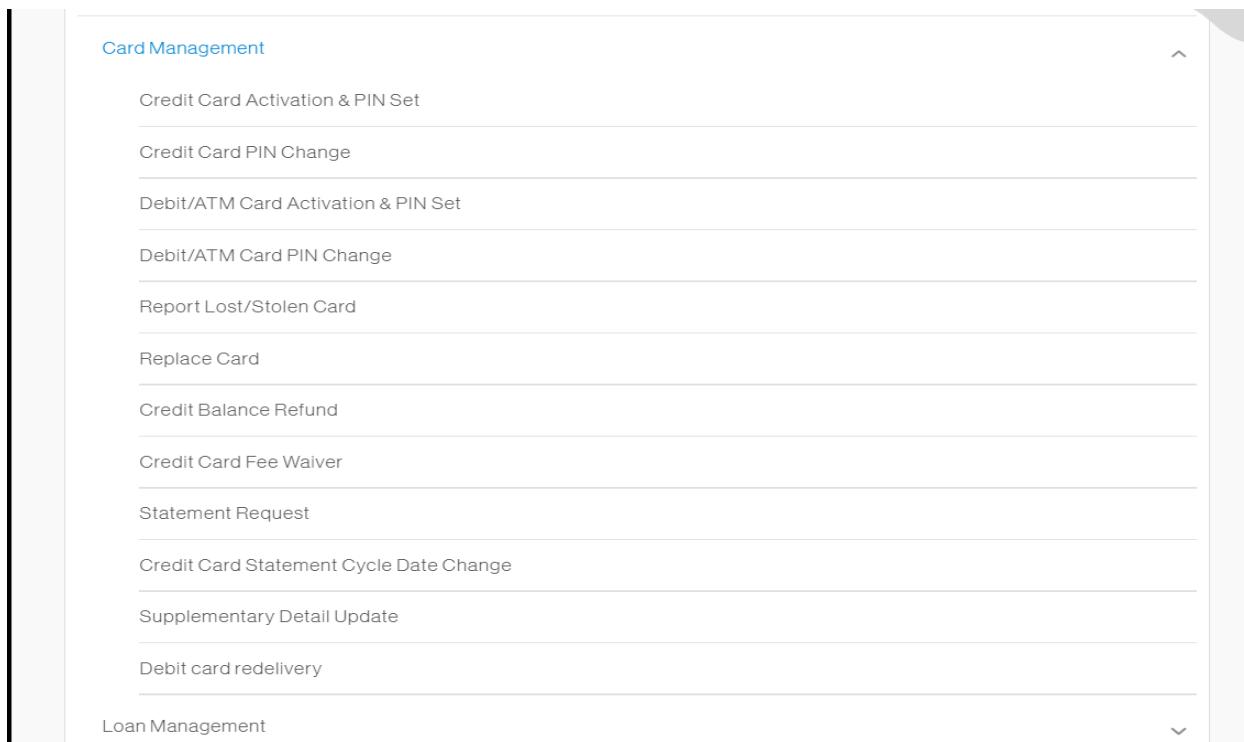 Card Management
Credit Card Activation & PIN Set
Credit Card PIN Change
Debit/ATM Card Activation & PIN Set
Debit/ATM Card PIN Change
Report Lost/Stolen Card
Replace Card
Credit Balance Refund
Credit Card Fee Waiver
Statement Request
Credit Card Statement Cycle Date Change
Supplementary Detail Update
Debit card redelivery
Loan Management